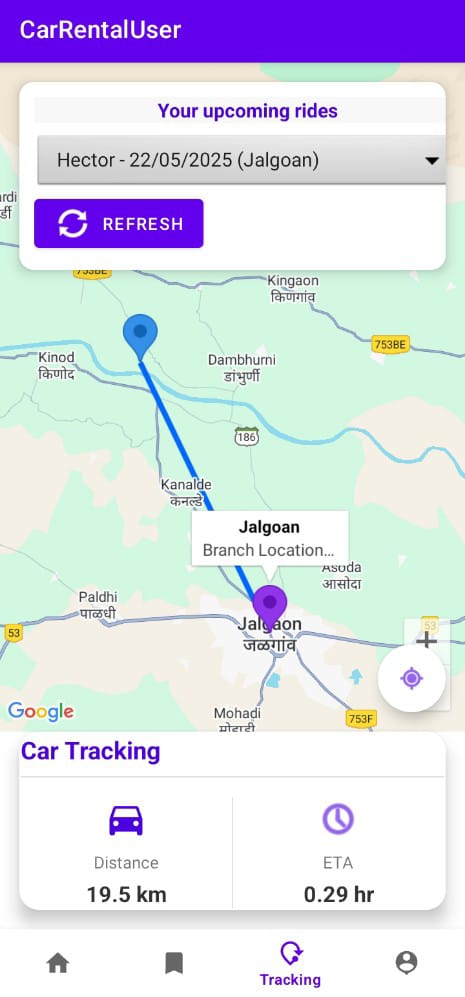 CarRentalUser
Your upcoming rides
Hector - 22/05/2025 (Jalgoan)
REFRESH
753BE
Kingaon
किणगांव
753BE
Kinod
किणोद
Dambhurni
डांभुर्णी
186
Kanalde
कनल्डे
Jalgoan
Branch Location...
Asoda
आसोदा
Paldhi
पाळधी
Jalgaon
जळगांव
53
53
Google
Mohadi
मोहाडी
753F
Car Tracking
Distance
ETA
19.5 km
0.29 hr
Tracking